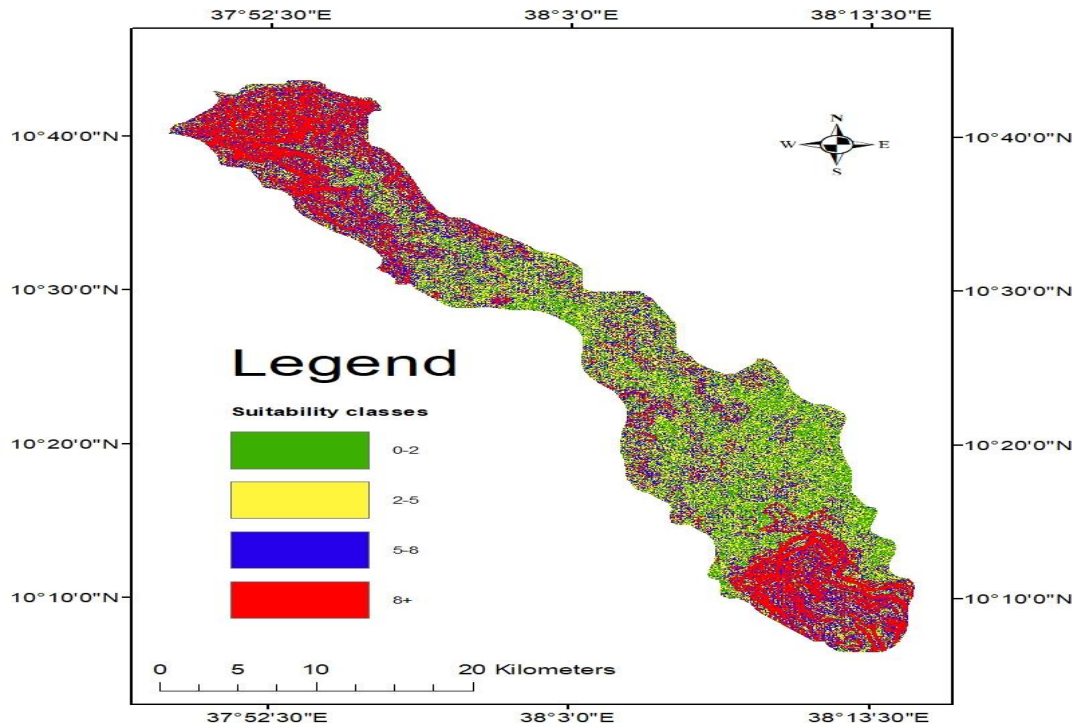 37°52'30"E 38°3'0"E 38°13'30"E
N
W E
S
10°40'0"N 10°40'0"N
10°30'0"N 10°30'0"N
Legend
Suitability classes
10°20'0"N 10°20'0"N
0-2
2-5
5-8
8+
10°10'0"N 10°10'0"N
0 5 10 20 Kilometers
37°52'30"E 38°3'0"E 38°13'30"E